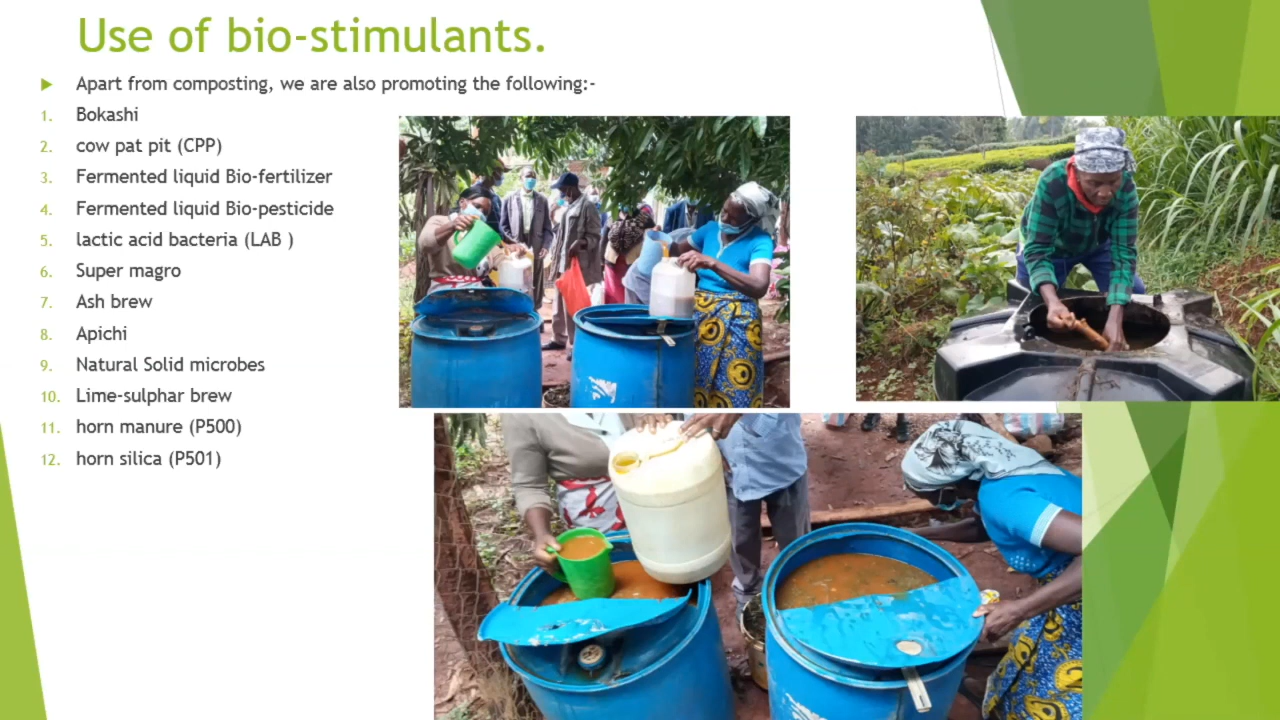 Use of bio-stimulants.
Apart from composting, we are also promoting the following:-
1. Bokashi
2. cow pat pit (CPP)
3. Fermented liquid Bio-fertilizer
4. Fermented liquid Bio-pesticide
5. lactic acid bacteria (LAB )
6. Super magro
7. Ash brew
8. Apichi
9. Natural Solid microbes
10. Lime-sulphar brew
11. horn manure (P500)
12. horn silica (P501)